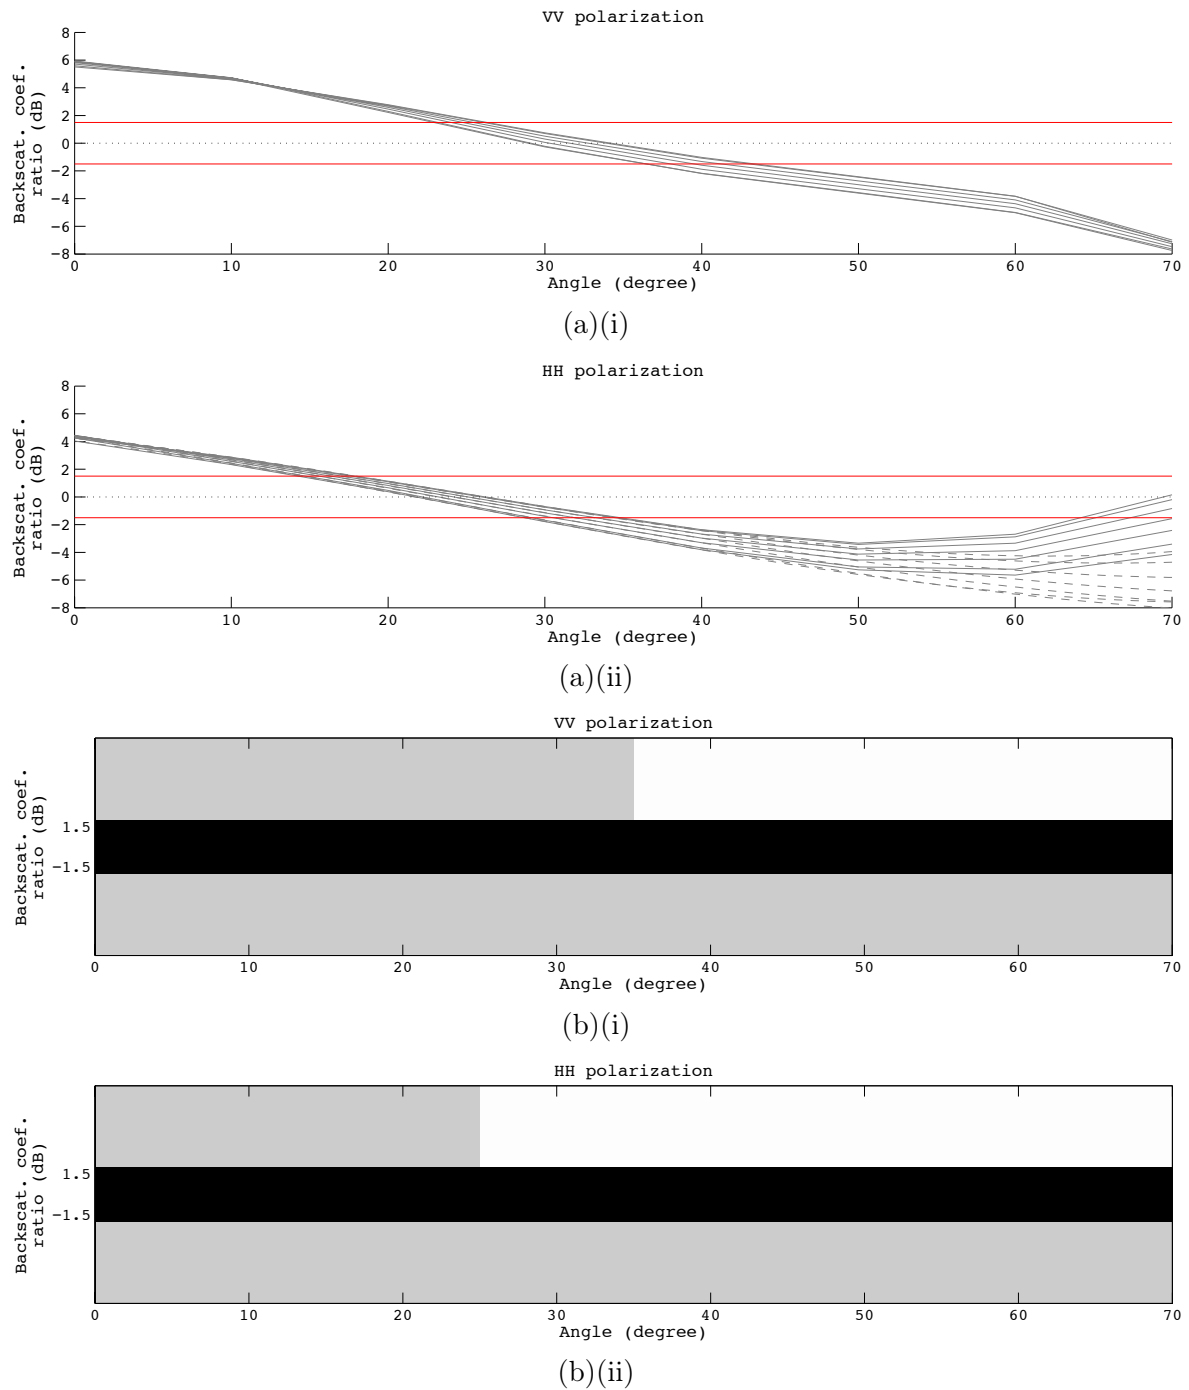 VV polarization
8
6
4
2
0
−2
−4
−6
−8
Backscat. coef.
ratio (dB)
0 10 20 30 40 50 60 70
Angle (degree)
(a)(i)
HH polarization
8
6
4
2
0
−2
−4
−6
−8
Backscat. coef.
ratio (dB)
0 10 20 30 40 50 60 70
Angle (degree)
(a)(ii)
VV polarization
1.5
−1.5
Backscat. coef.
ratio (dB)
0 10 20 30 40 50 60 70
Angle (degree)
(b)(i)
HH polarization
1.5
−1.5
Backscat. coef.
ratio (dB)
0 10 20 30 40 50 60 70
Angle (degree)
(b)(ii)